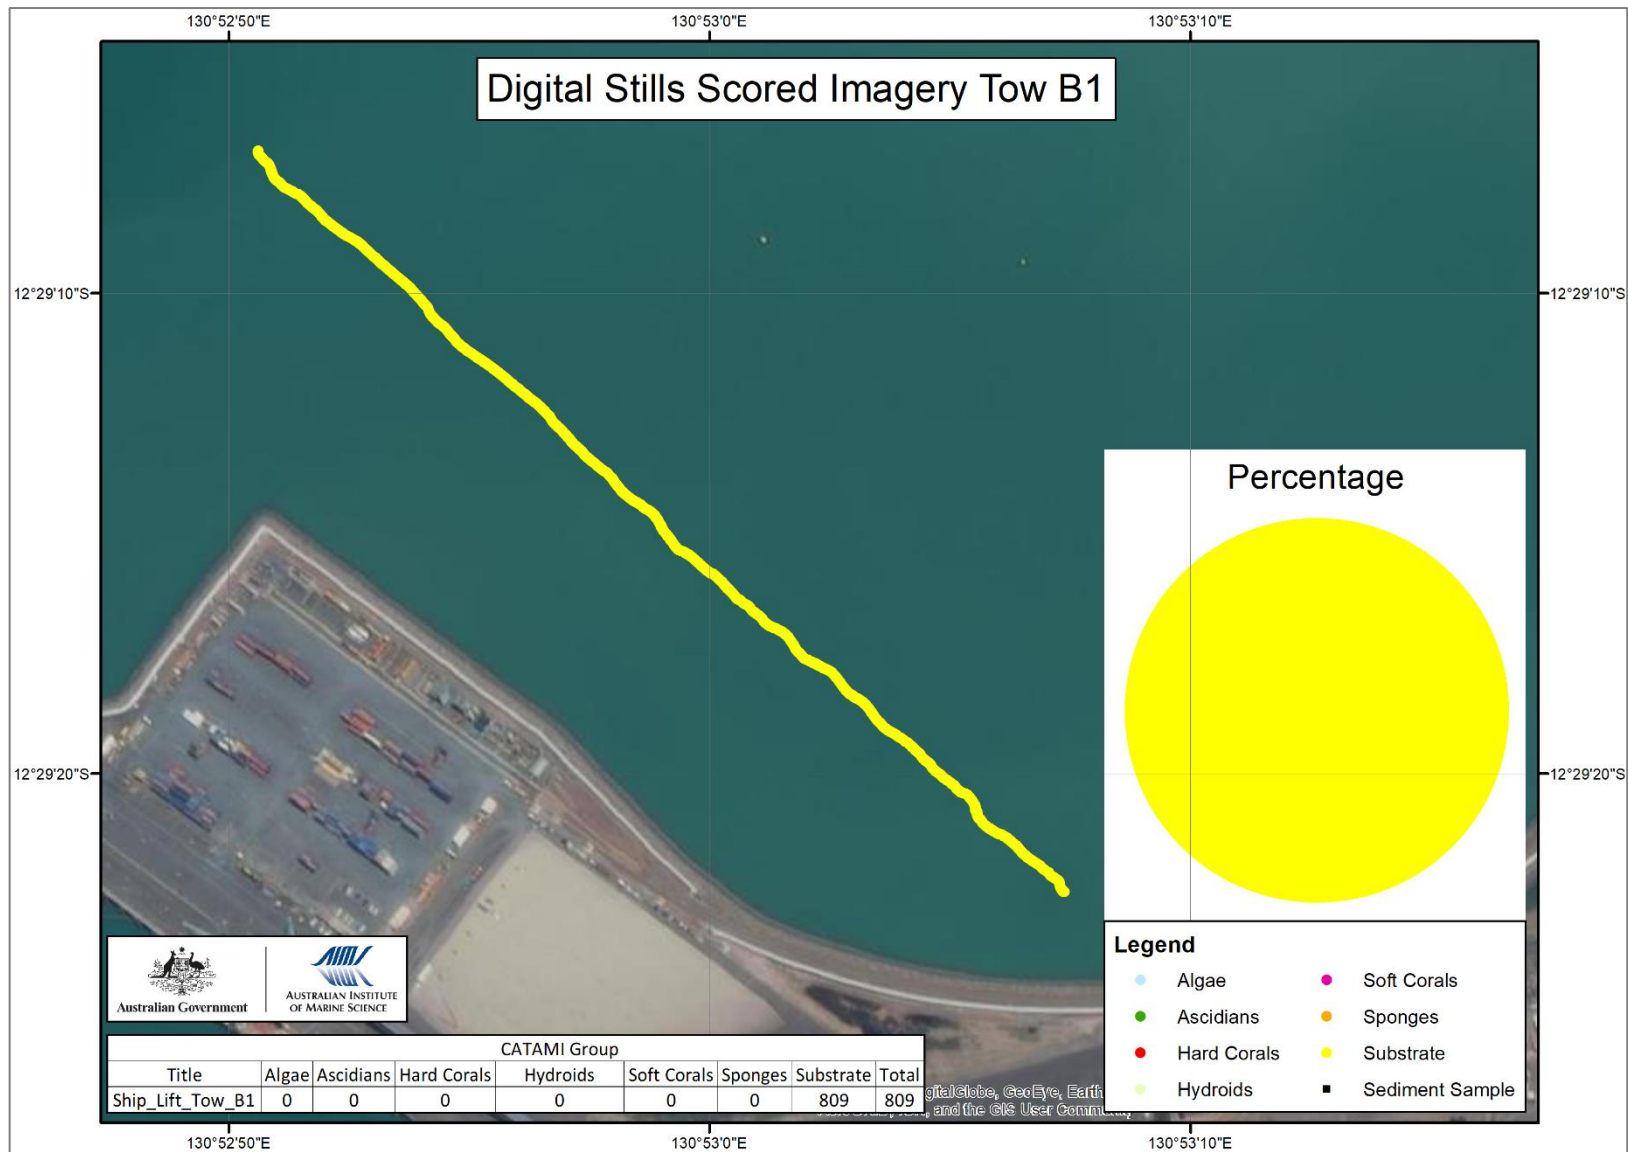 130°52'50"E 130°53'0"E 130°53'10"E
Digital Stills Scored Imagery Tow B1
12°29'10"S 12°29'10"S
Percentage
12°29'20"S 12°29'20"S
Legend
Algae Soft Corals
Ascidians Sponges
Hard Corals Substrate
Hydroids Sediment Sample
Australian Government
AIMS
AUSTRALIAN INSTITUTE
OF MARINE SCIENCE
CATAMI Group
Title Algae Ascidians Hard Corals Hydroids Soft Corals Sponges Substrate Total
Ship_Lift_Tow_B1 0 0 0 0 0 0 809 809
GeoEye, Earth
and the GIS User Community
130°52'50"E 130°53'0"E 130°53'10"E